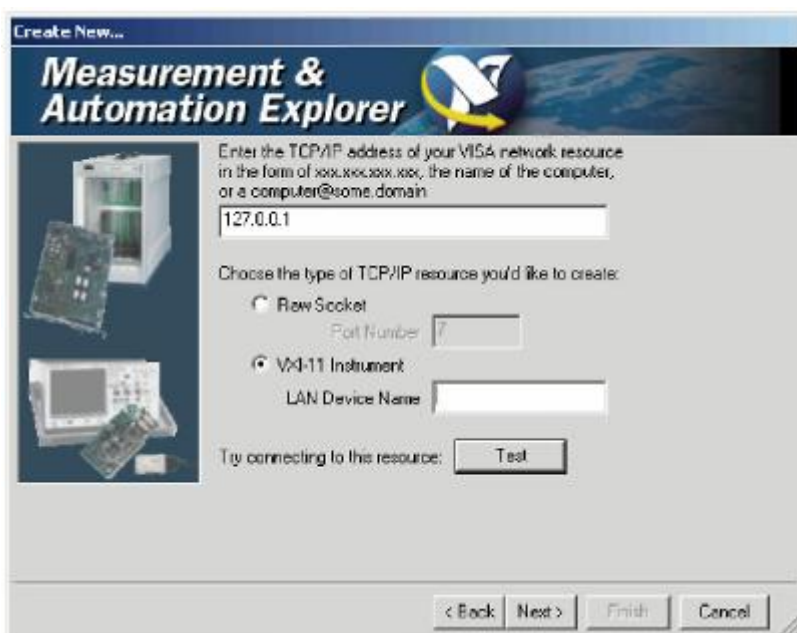 Create New...
Measurement &
Automation Explorer
Enter the TCP/IP address of your VISA network resource
in the form of xxx.xxx.xxx.xxx, the name of the computer,
or a computer@some.domain
127.0.0.1
Choose the type of TCP/IP resource you'd like to create:
Raw Socket
Port Number 7
VXI-11 Instrument
LAN Device Name
Try connecting to this resource: Test
< Back Next > Finish Cancel